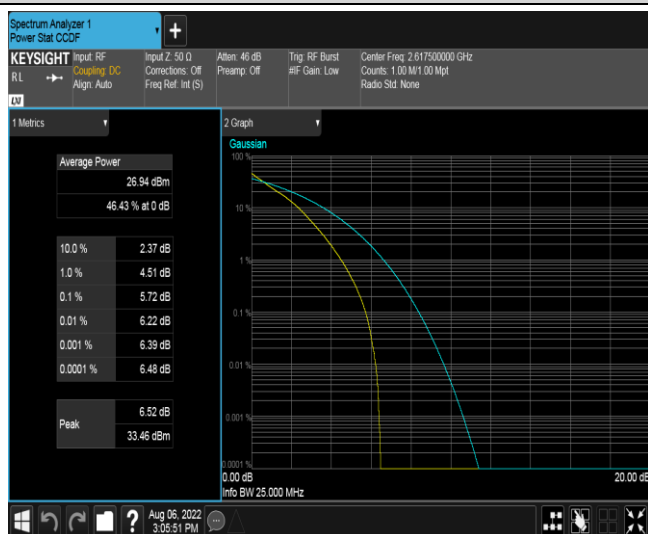 Spectrum Analyzer 1
Power Stat CCDF
KEYSIGHT
RL
LXI
Input: RF
Coupling: DC
Align: Auto
Input Z: 50 Ω
Corrections: Off
Freq Ref: Int (S)
Atten: 46 dB
Preamp: Off
Trig: RF Burst
#IF Gain: Low
Center Freq: 2.617500000 GHz
Counts: 1.00 M/1.00 Mpt
Radio Std: None
1 Metrics
Average Power
26.94 dBm
46.43 % at 0 dB
10.0 % 2.37 dB
1.0 % 4.51 dB
0.1 % 5.72 dB
0.01 % 6.22 dB
0.001 % 6.39 dB
0.0001 % 6.48 dB
Peak
6.52 dB
33.46 dBm
2 Graph
Gaussian
100 %
10 %
1 %
0.1 %
0.01 %
0.001 %
0.0001 %
0.00 dB 20.00 dB
Info BW 25.000 MHz
?
Aug 06, 2022
3:05:51 PM